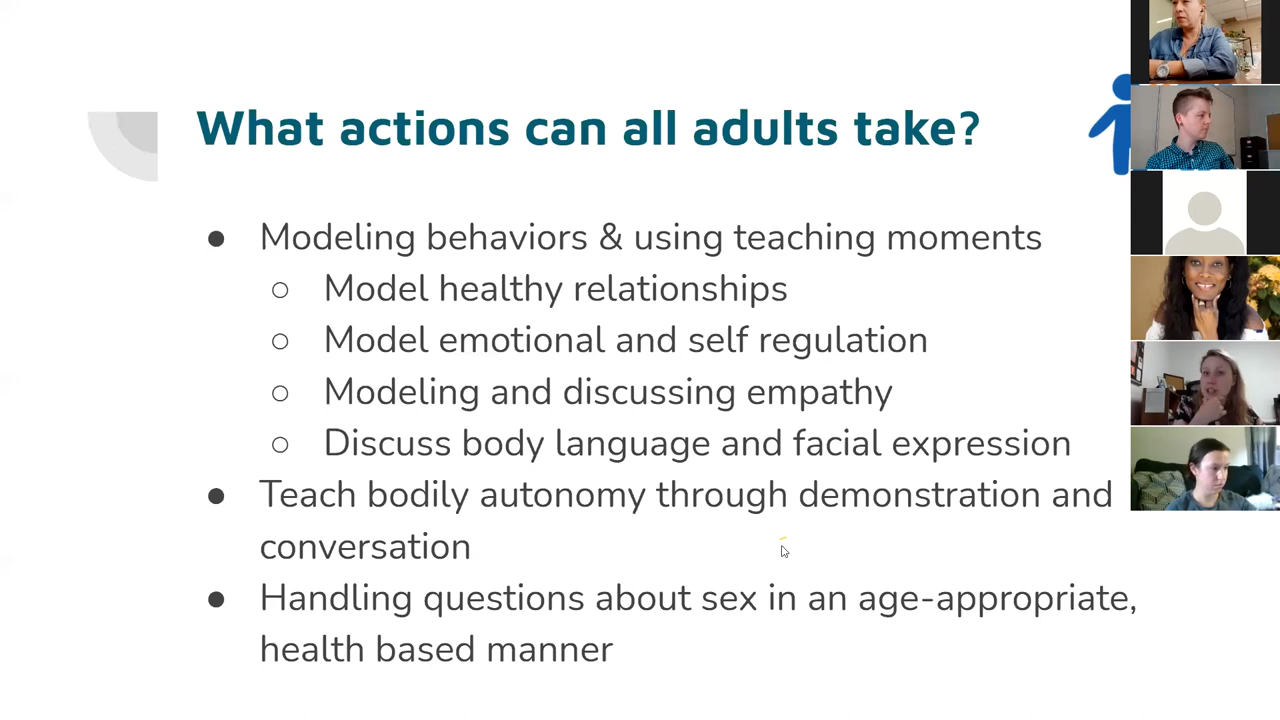 What actions can all adults take?
● Modeling behaviors & using teaching moments
○ Model healthy relationships
○ Model emotional and self regulation
○ Modeling and discussing empathy
○ Discuss body language and facial expression
● Teach bodily autonomy through demonstration and
conversation
● Handling questions about sex in an age-appropriate,
health based manner